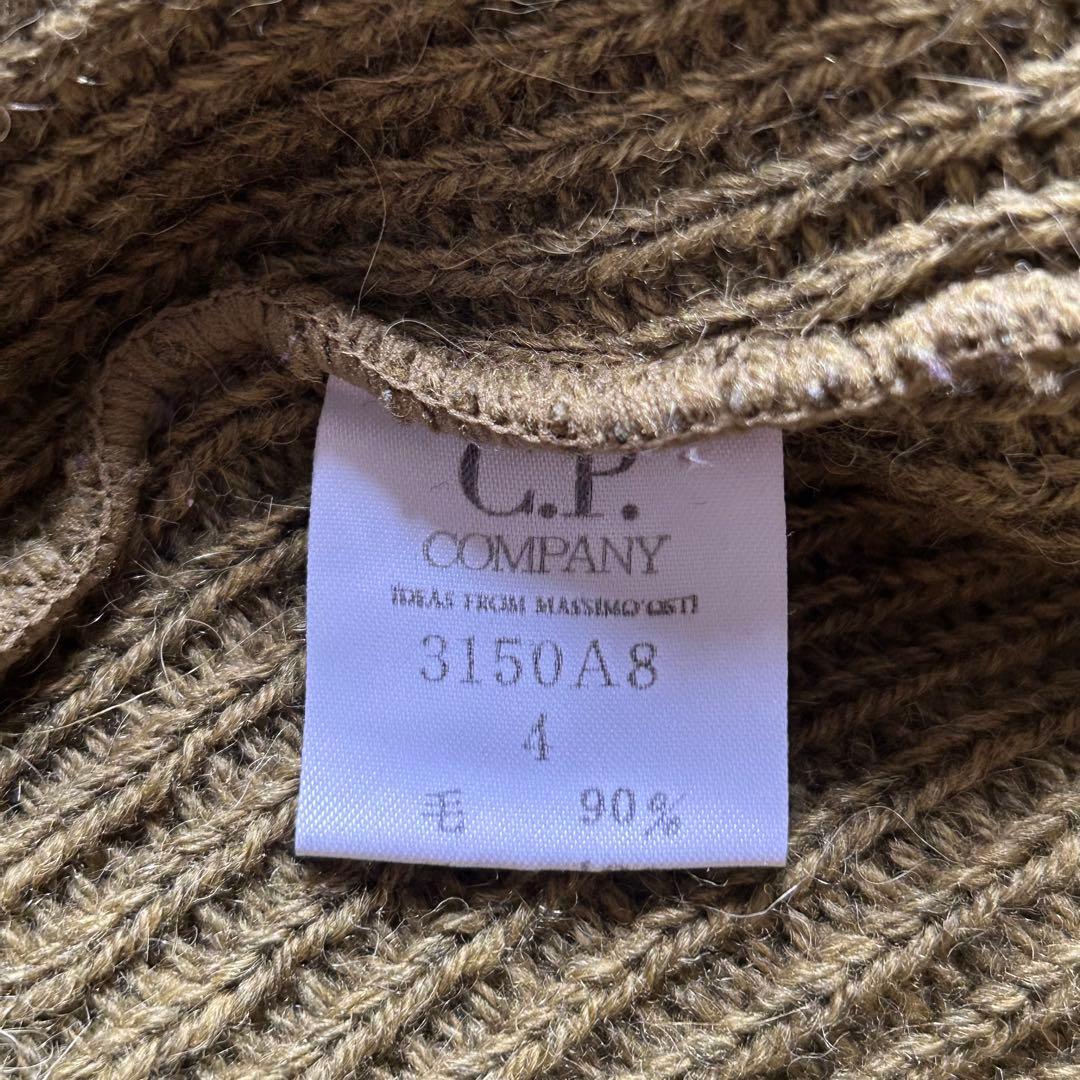 C.P.
COMPANY
IDEAS FROM MASSIMO OSTI
3150A8
4
毛 90%